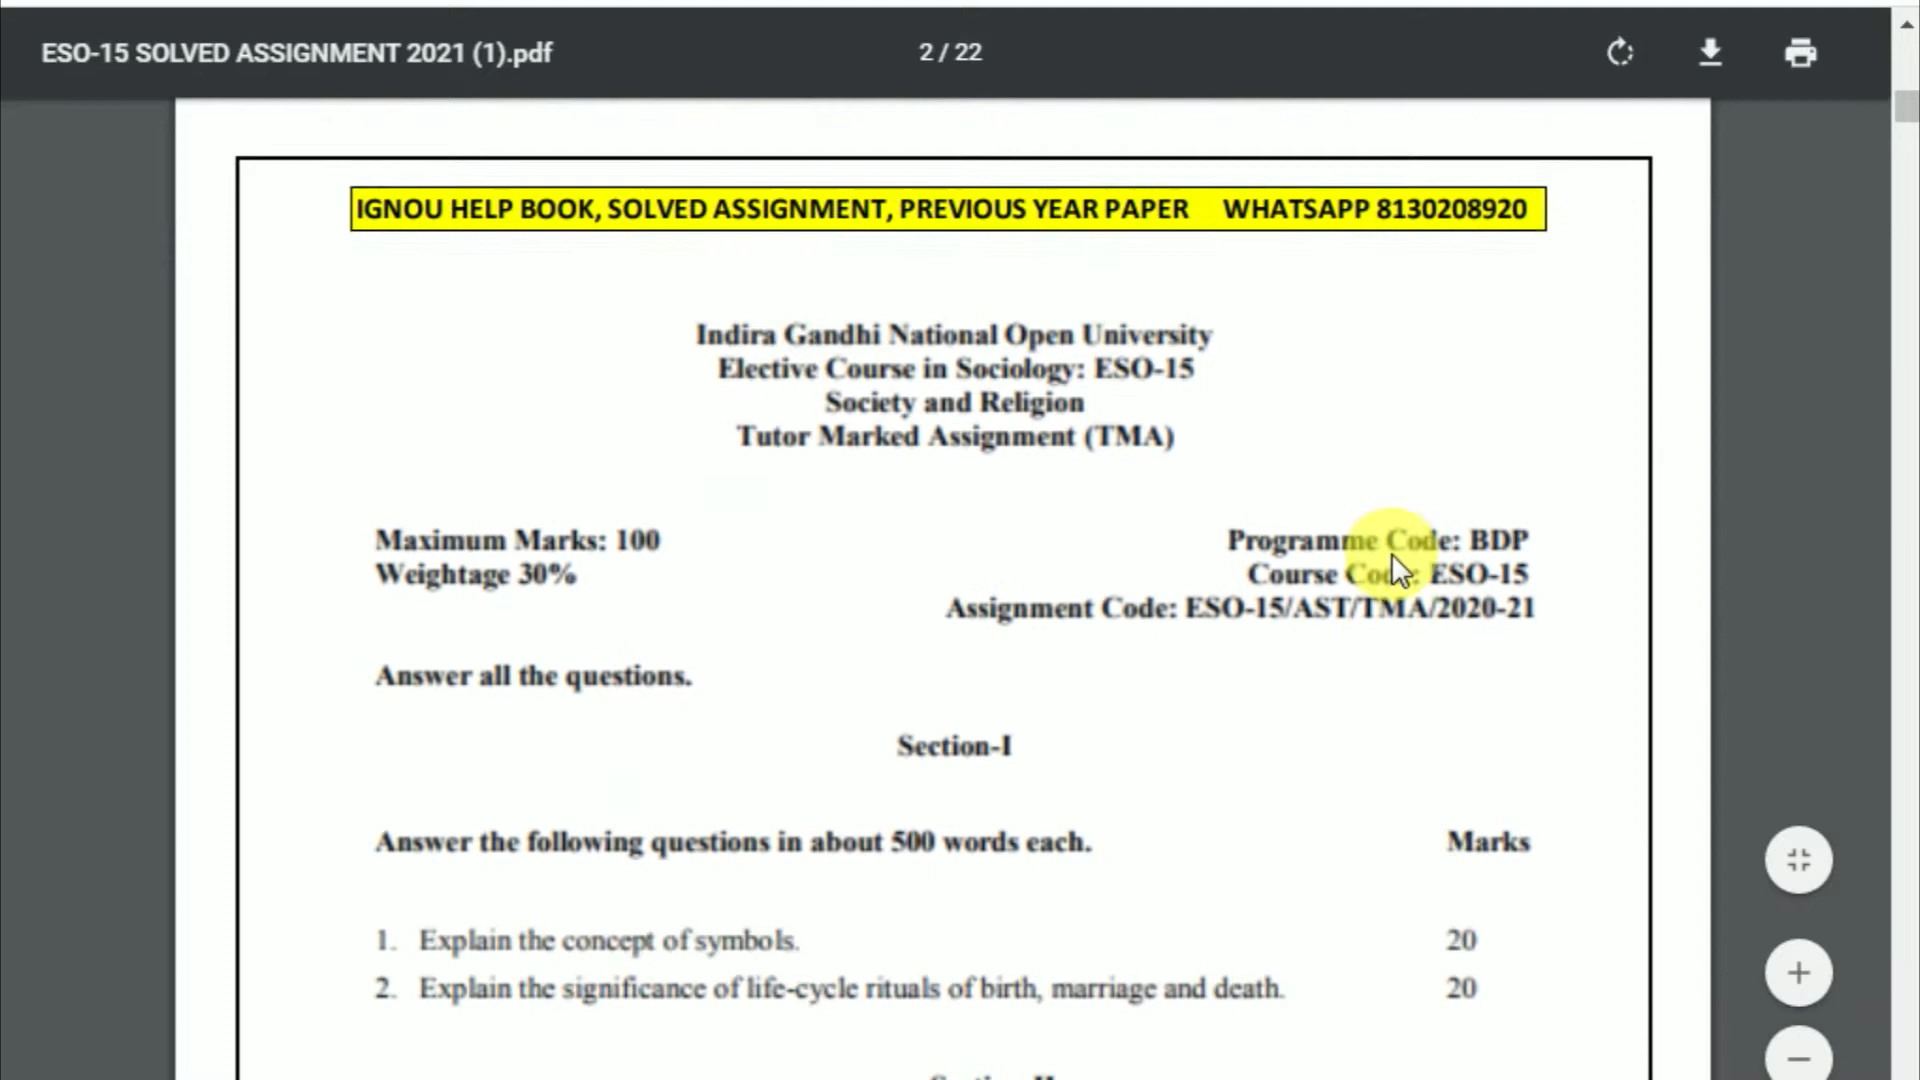 ESO-15 SOLVED ASSIGNMENT 2021 (1).pdf 2 / 22
IGNOU HELP BOOK, SOLVED ASSIGNMENT, PREVIOUS YEAR PAPER WHATSAPP 8130208920
Indira Gandhi National Open University
Elective Course in Sociology: ESO-15
Society and Religion
Tutor Marked Assignment (TMA)
Maximum Marks: 100 Programme Code: BDP
Weightage 30% Course Code: ESO-15
Assignment Code: ESO-15/AST/TMA/2020-21
Answer all the questions.
Section-I
Answer the following questions in about 500 words each. Marks
1. Explain the concept of symbols. 20
2. Explain the significance of life-cycle rituals of birth, marriage and death. 20